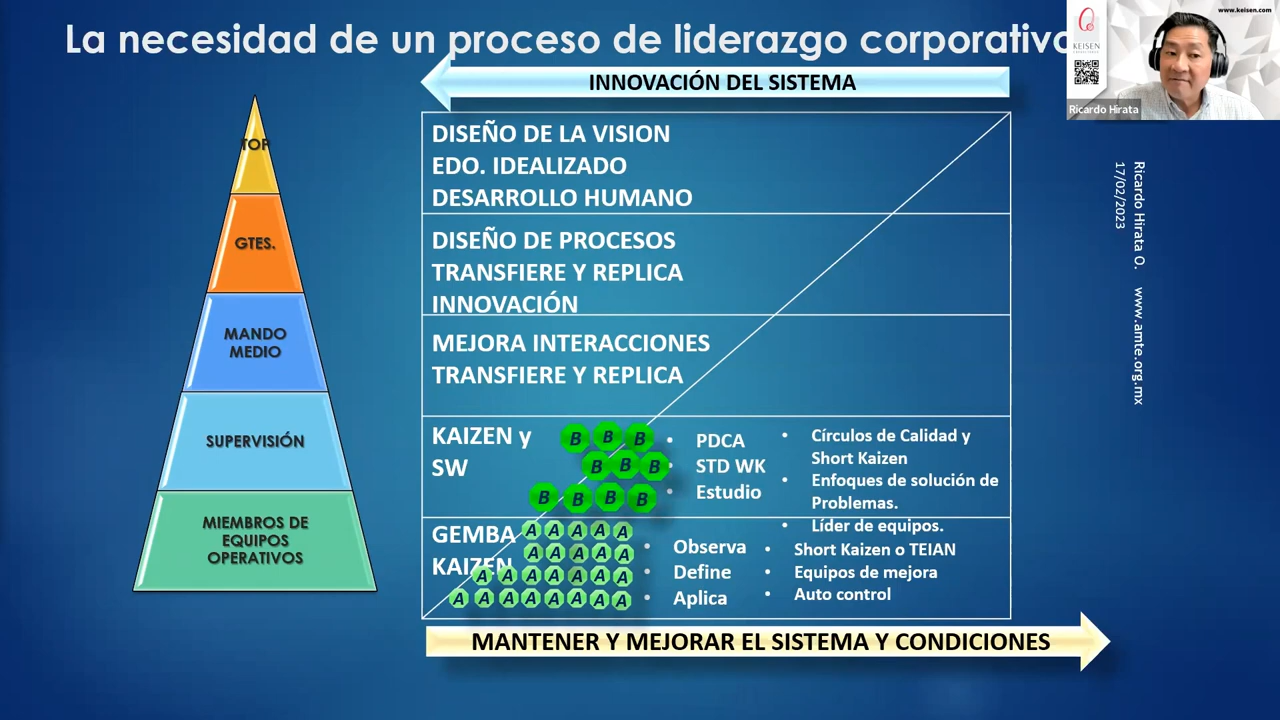 La necesidad de un proceso de liderazgo corporativo
www.keisen.com
KEISEN
Ricardo Hirata
INNOVACIÓN DEL SISTEMA
TOP
GTES.
MANDO
MEDIO
SUPERVISIÓN
MIEMBROS DE
EQUIPOS
OPERATIVOS
DISEÑO DE LA VISION
EDO. IDEALIZADO
DESARROLLO HUMANO
DISEÑO DE PROCESOS
TRANSFIERE Y REPLICA
INNOVACIÓN
MEJORA INTERACCIONES
TRANSFIERE Y REPLICA
KAIZEN y
SW
B B B
B B B
B B B B
• PDCA
• STD WK
• Estudio
• Círculos de Calidad y
Short Kaizen
• Enfoques de solución de
Problemas.
• Líder de equipos.
GEMBA
KAIZEN
A A A A A
A A A A A
A A A A A A A
A A A A A A A A
• Observa
• Define
• Aplica
• Short Kaizen o TEIAN
• Equipos de mejora
• Auto control
MANTENER Y MEJORAR EL SISTEMA Y CONDICIONES
Ricardo Hirata O. www.amte.org.mx
17/02/2023